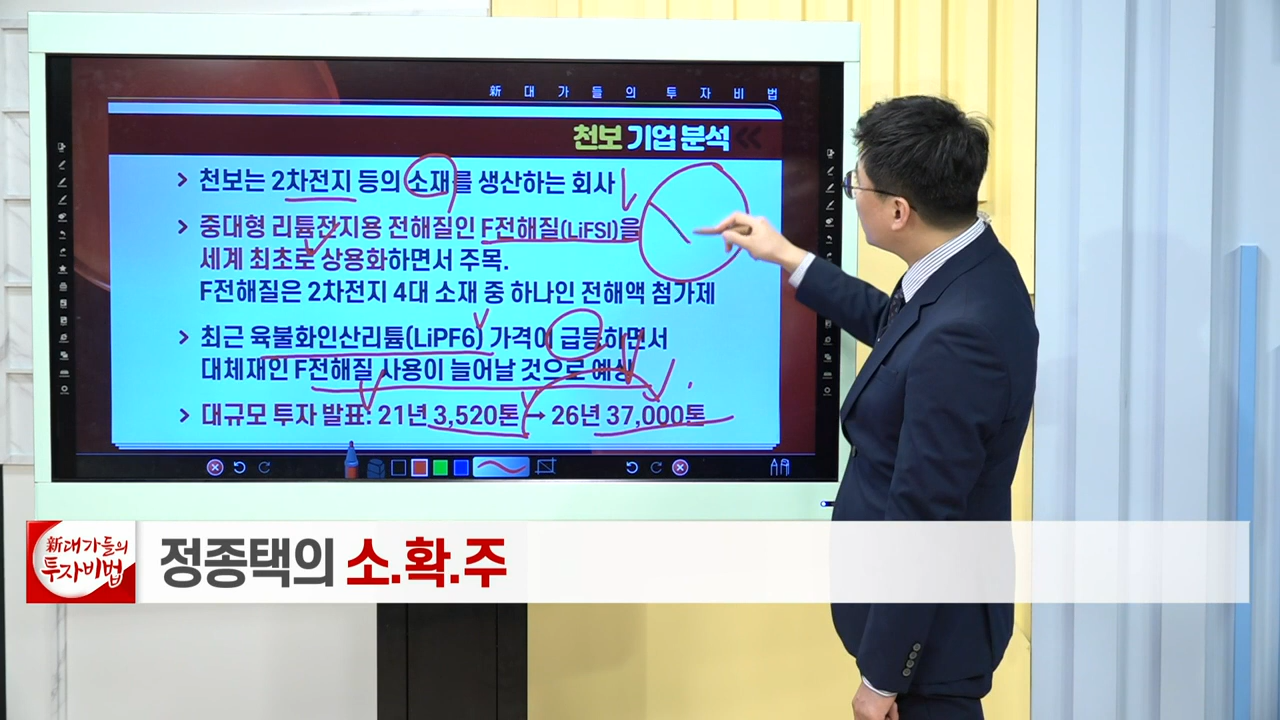 新 대 가 들 의 투 자 비 법
천보 기업 분석
> 천보는 2차전지 등의 소재를 생산하는 회사
> 중대형 리튬전지용 전해질인 F전해질(LiFSI)을
세계 최초로 상용화하면서 주목.
F전해질은 2차전지 4대 소재 중 하나인 전해액 첨가제
> 최근 육불화인산리튬(LiPF6) 가격이 급등하면서
대체재인 F전해질 사용이 늘어날 것으로 예상
> 대규모 투자 발표: 21년 3,520톤 → 26년 37,000톤
新대가들의
투자비법
정종택의 소.확.주